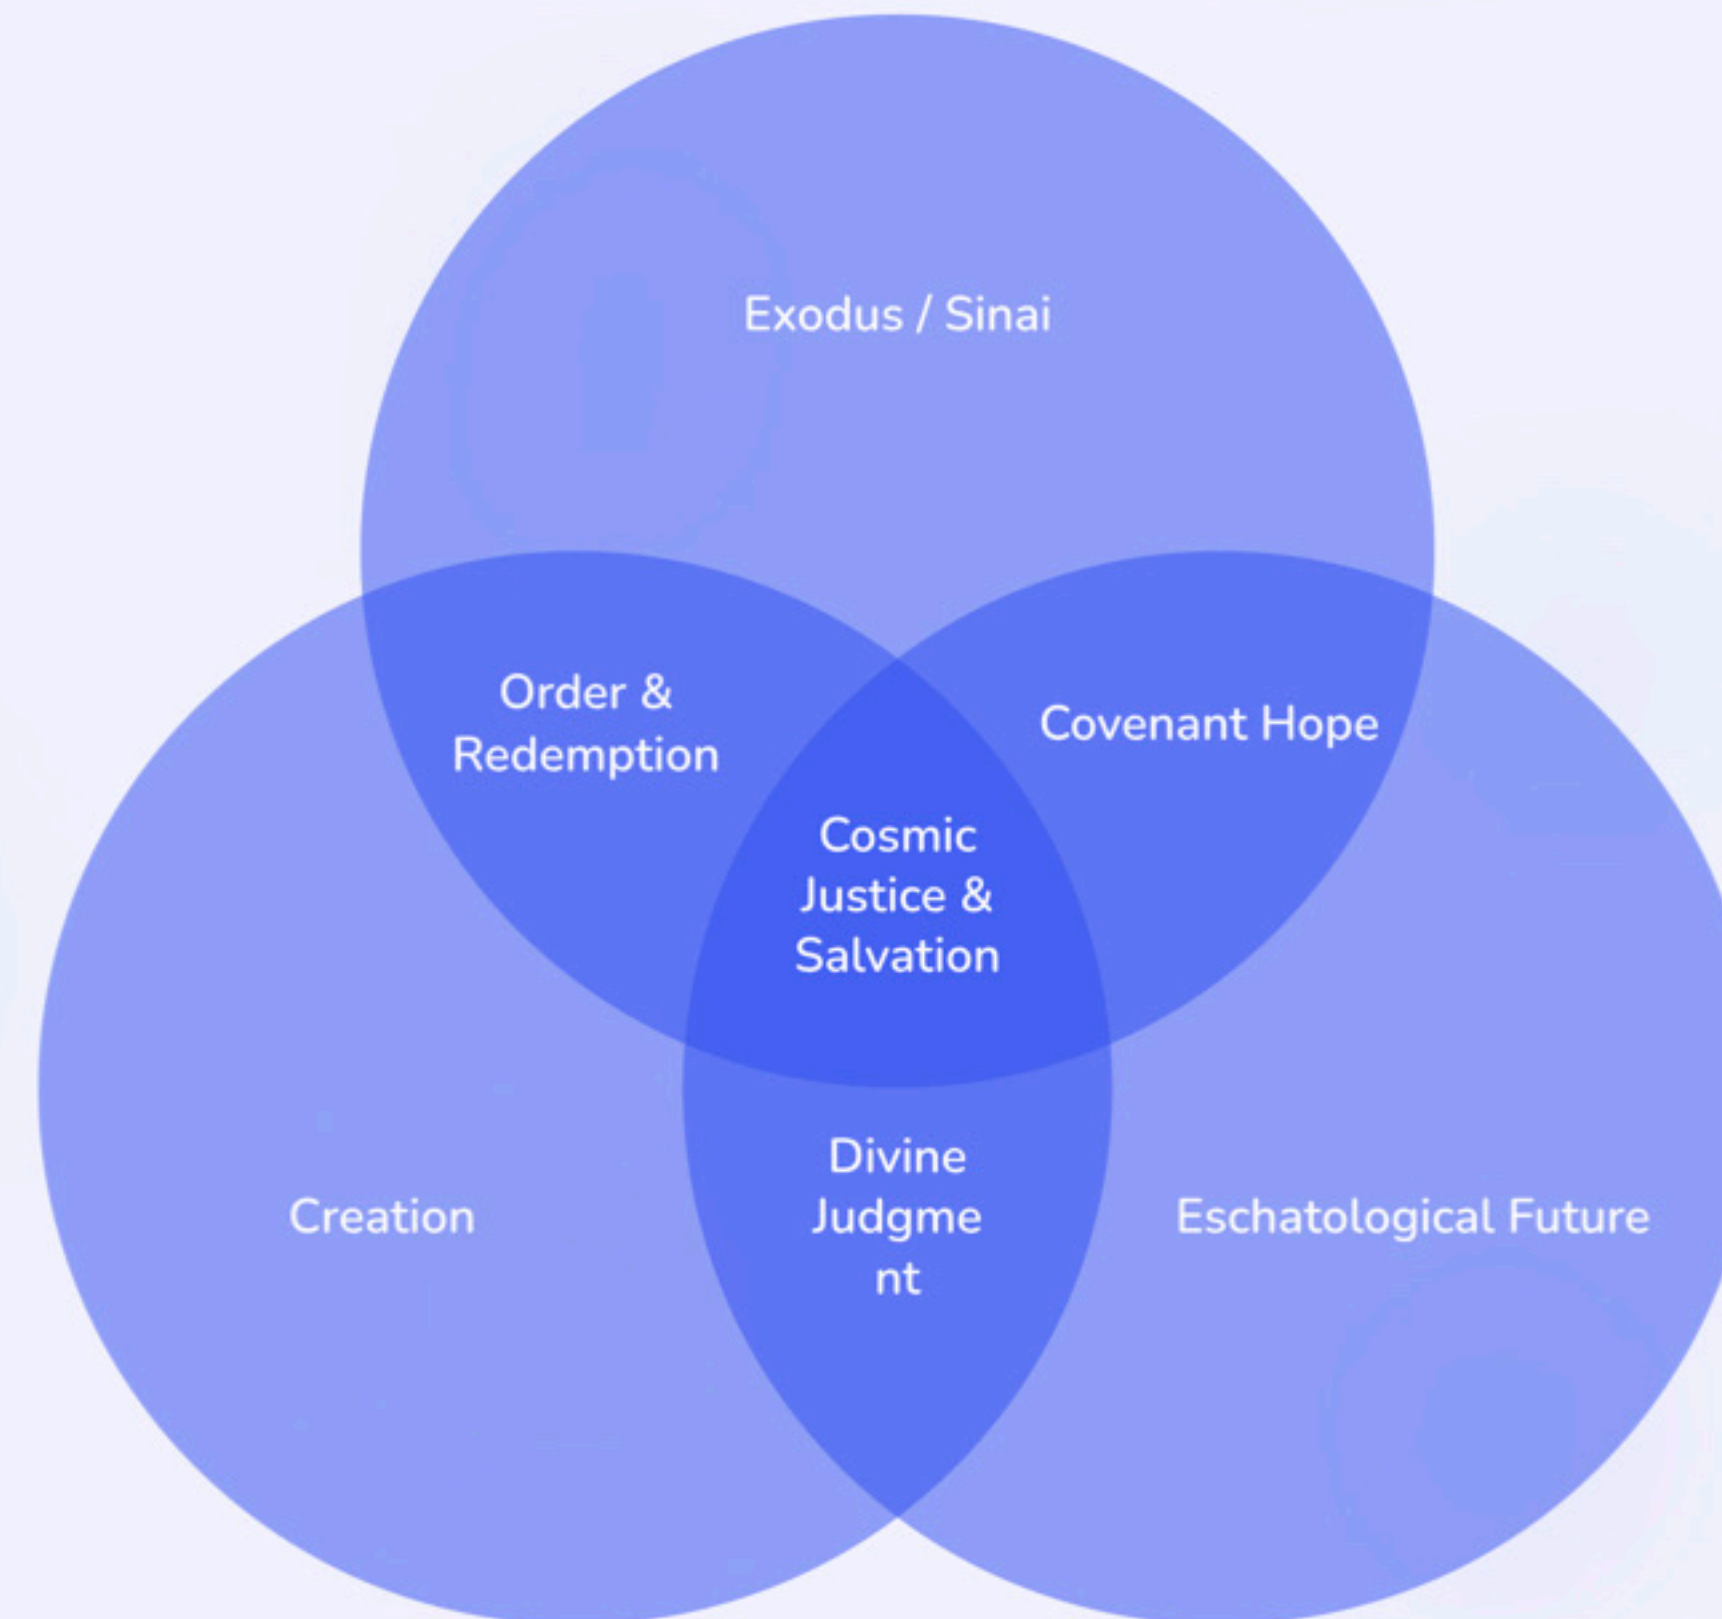 Exodus / Sinai
Order &
Redemption
Covenant Hope
Cosmic
Justice &
Salvation
Divine
Judgme
nt
Creation
Eschatological Future